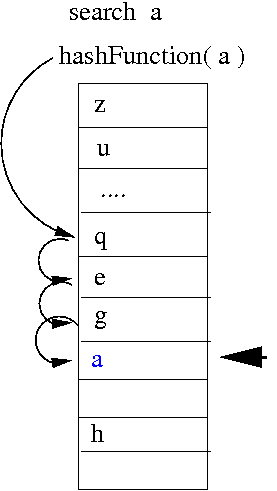 search a
hashFunction( a )
z
u
....
q
e
g
a
h